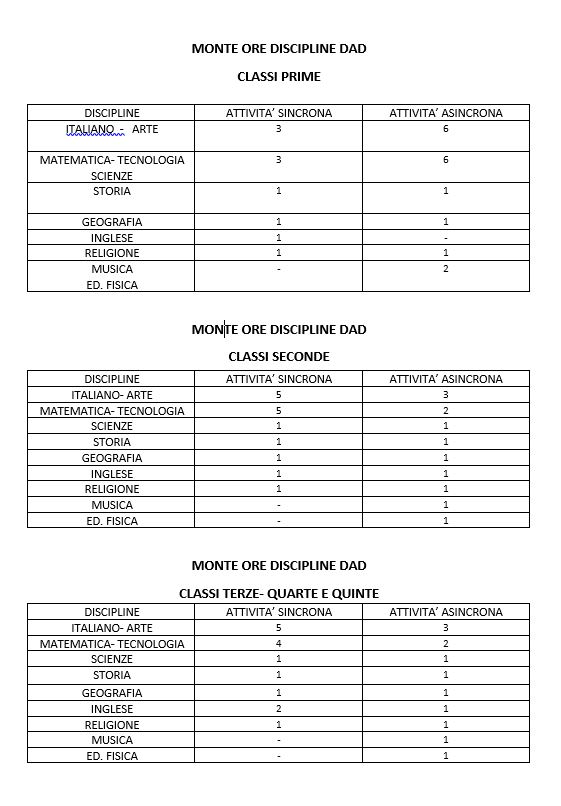 MONTE ORE DISCIPLINE DAD
CLASSI PRIME
DISCIPLINE ATTIVITA’ SINCRONA ATTIVITA’ ASINCRONA
ITALIANO - ARTE 3 6
MATEMATICA- TECNOLOGIA 3 6
SCIENZE
STORIA 1 1
GEOGRAFIA 1 1
INGLESE 1 -
RELIGIONE 1 1
MUSICA - 2
ED. FISICA
MONTE ORE DISCIPLINE DAD
CLASSI SECONDE
DISCIPLINE ATTIVITA’ SINCRONA ATTIVITA’ ASINCRONA
ITALIANO- ARTE 5 3
MATEMATICA- TECNOLOGIA 5 2
SCIENZE 1 1
STORIA 1 1
GEOGRAFIA 1 1
INGLESE 1 1
RELIGIONE 1 1
MUSICA - 1
ED. FISICA - 1
MONTE ORE DISCIPLINE DAD
CLASSI TERZE- QUARTE E QUINTE
DISCIPLINE ATTIVITA’ SINCRONA ATTIVITA’ ASINCRONA
ITALIANO- ARTE 5 3
MATEMATICA- TECNOLOGIA 4 2
SCIENZE 1 1
STORIA 1 1
GEOGRAFIA 1 1
INGLESE 2 1
RELIGIONE 1 1
MUSICA - 1
ED. FISICA - 1